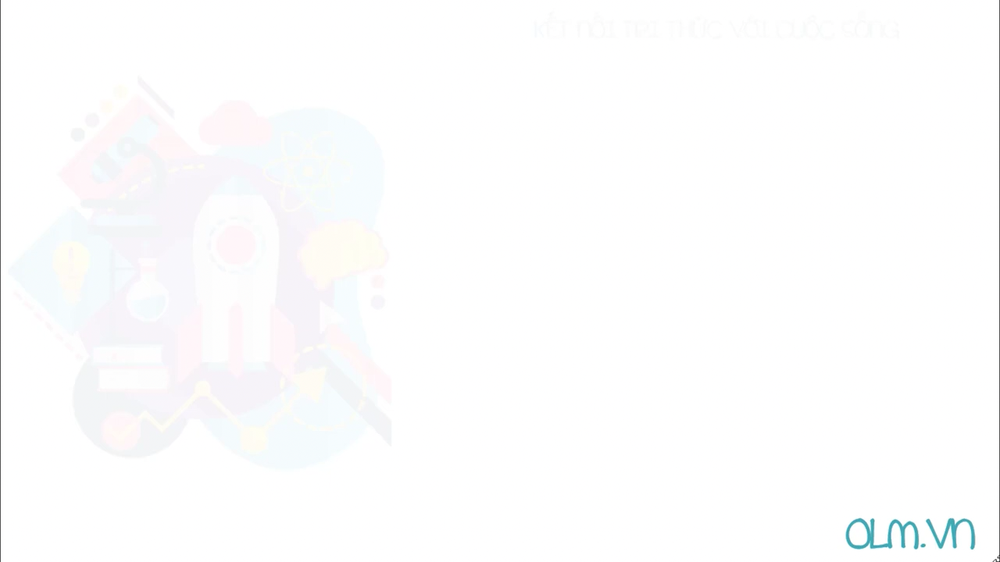 KẾT NỐI TRI THỨC VỚI CUỘC SỐNG
OLM.VN